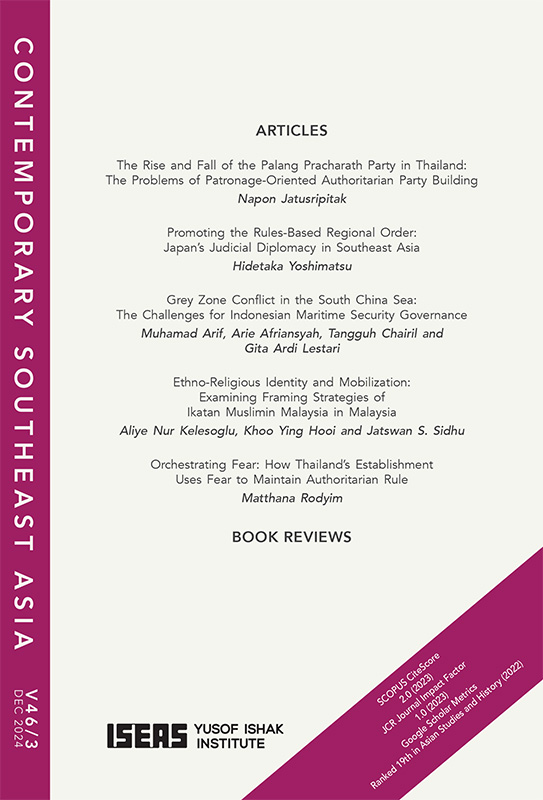 CONTEMPORARY SOUTHEAST ASIA
V46/3
DEC 2024
ARTICLES
The Rise and Fall of the Palang Pracharath Party in Thailand:
The Problems of Patronage-Oriented Authoritarian Party Building
Napon Jatusripitak
Promoting the Rules-Based Regional Order:
Japan's Judicial Diplomacy in Southeast Asia
Hidetaka Yoshimatsu
Grey Zone Conflict in the South China Sea:
The Challenges for Indonesian Maritime Security Governance
Muhamad Arif, Arie Afriansyah, Tangguh Chairil and
Gita Ardi Lestari
Ethno-Religious Identity and Mobilization:
Examining Framing Strategies of
Ikatan Muslimin Malaysia in Malaysia
Aliye Nur Kelesoglu, Khoo Ying Hooi and Jatswan S. Sidhu
Orchestrating Fear: How Thailand's Establishment
Uses Fear to Maintain Authoritarian Rule
Matthana Rodyim
BOOK REVIEWS
ISEAS YUSOF ISHAK
INSTITUTE
SCOPUS CiteScore
2.0 (2023)
JCR Journal Impact Factor
1.0 (2023)
Google Scholar Metrics
Ranked 19th in Asian Studies and History (2022)